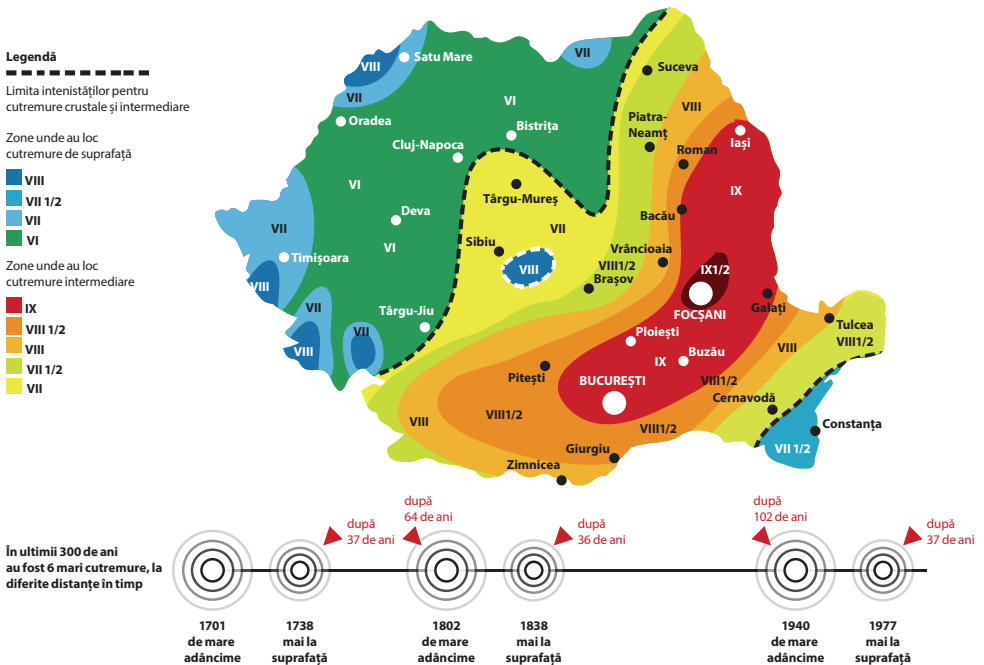 Legendă
Limita intenistăților pentru
cutremure crustale și intermediare
Zone unde au loc
cutremure de suprafață
VIII
VII 1/2
VII
VI
Zone unde au loc
cutremure intermediare
IX
VIII 1/2
VIII
VII 1/2
VII
VIII
Satu Mare
VII
VII
Suceva
VI
VIII
Oradea
Bistrița
Piatra-
Neamț
Cluj-Napoca
Roman
Iași
VI
Târgu-Mureș
IX
Deva
Bacău
VII
VII
Sibiu
VI
Vrâncioaia
Timișoara
VIII
VIII1/2
Brașov
IX1/2
VIII
VII
Târgu-Jiu
FOCȘANI
Galați
VII
Ploiești
Tulcea
VIII
VIII
VIII1/2
IX
Buzău
Pitești
BUCUREȘTI
VIII1/2
Cernavodă
VIII
VIII1/2
VIII1/2
Constanța
Giurgiu
VII 1/2
Zimnicea
În ultimii 300 de ani
au fost 6 mari cutremure, la
diferite distanțe în timp
după
37 de ani
după
64 de ani
după
36 de ani
după
102 de ani
după
37 de ani
1701
de mare
adâncime
1738
mai la
suprafață
1802
de mare
adâncime
1838
mai la
suprafață
1940
de mare
adâncime
1977
mai la
suprafață